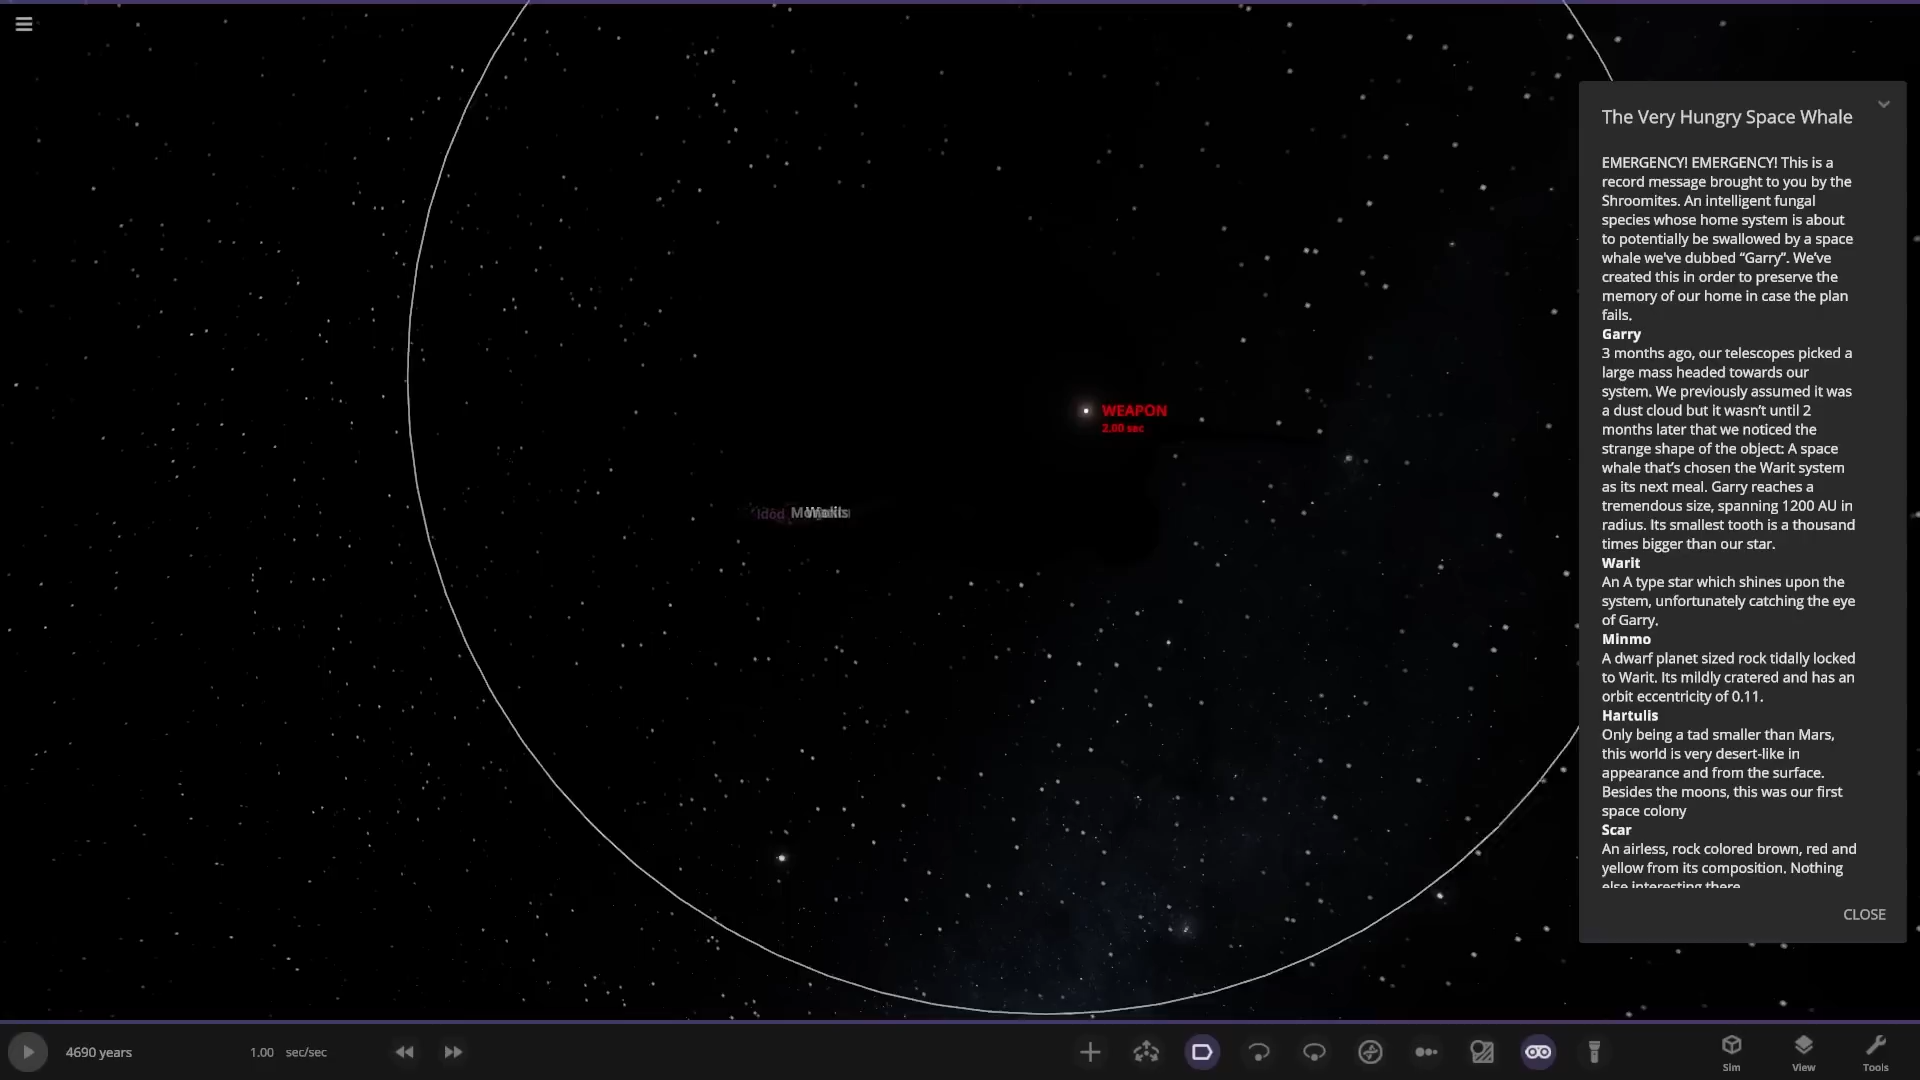 The Very Hungry Space Whale
EMERGENCY! EMERGENCY! This is a
record message brought to you by the
Shroomites. An intelligent fungal
species whose home system is about
to potentially be swallowed by a space
whale we've dubbed “Garry”. We’ve
created this in order to preserve the
memory of our home in case the plan
fails.
Garry
3 months ago, our telescopes picked a
large mass headed towards our
system. We previously assumed it was
a dust cloud but it wasn’t until 2
months later that we noticed the
strange shape of the object: A space
whale that’s chosen the Warit system
as its next meal. Garry reaches a
tremendous size, spanning 1200 AU in
radius. Its smallest tooth is a thousand
times bigger than our star.
Warit
An A type star which shines upon the
system, unfortunately catching the eye
of Garry.
Minmo
A dwarf planet sized rock tidally locked
to Warit. Its mildly cratered and has an
orbit eccentricity of 0.11.
Hartulis
Only being a tad smaller than Mars,
this world is very desert-like in
appearance and from the surface.
Besides the moons, this was our first
space colony
Scar
An airless, rock colored brown, red and
yellow from its composition. Nothing
else interesting there
CLOSE
WEAPON
2.00 sec
Idod
4690 years
1.00 sec/sec
Sim
View
Tools